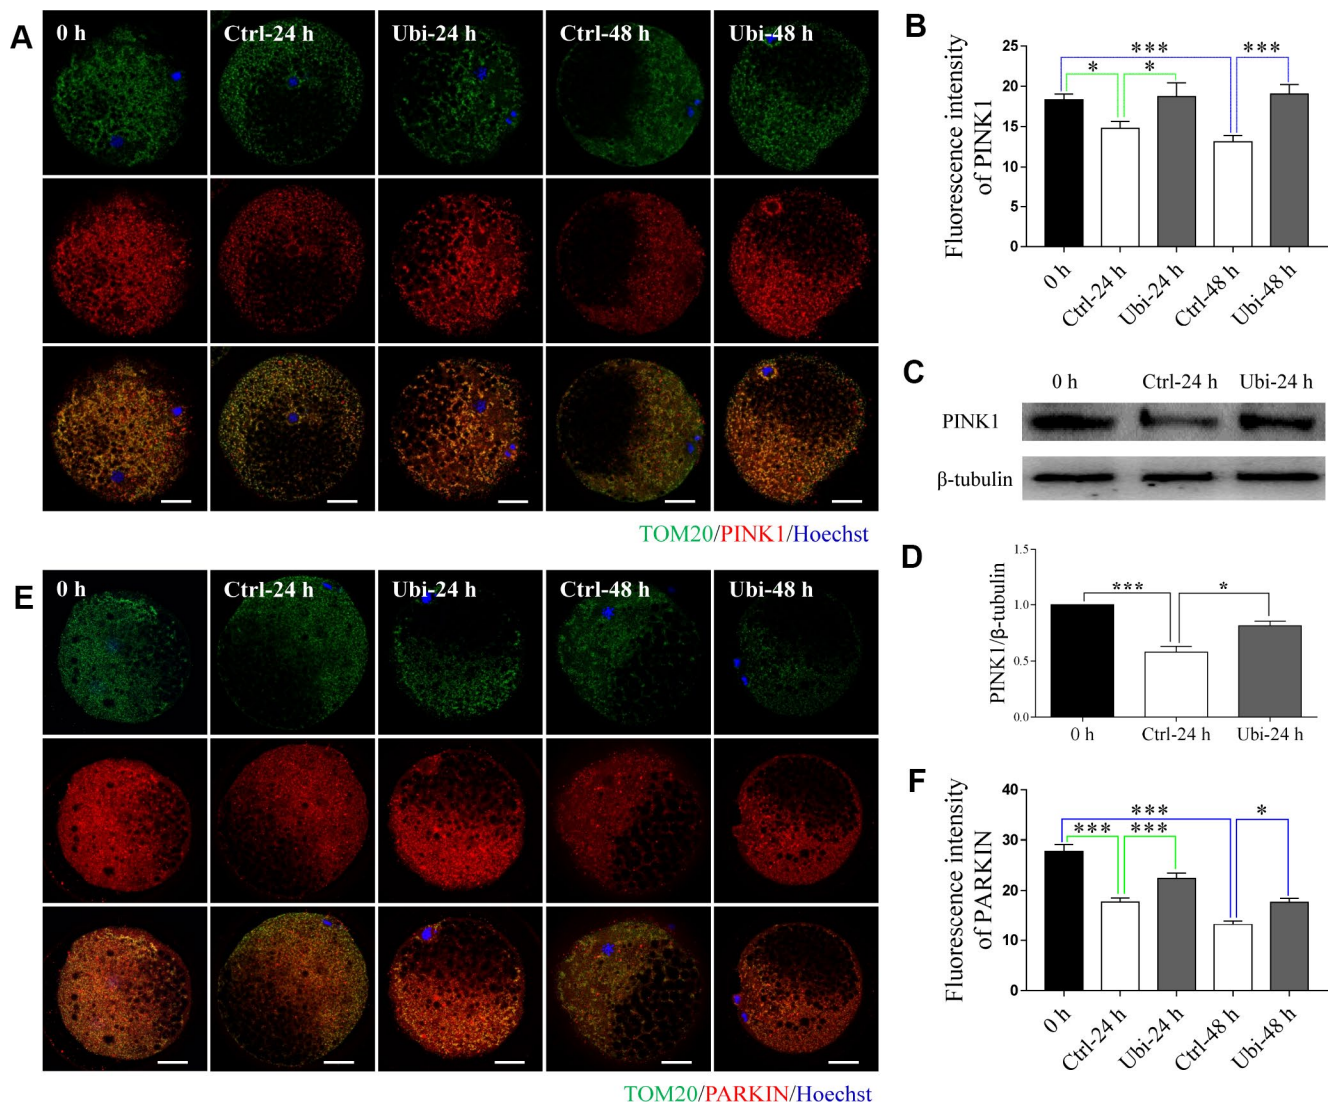 A
0 h
Ctrl-24 h
Ubi-24 h
Ctrl-48 h
Ubi-48 h
TOM20/PINK1/Hoechst
B
Fluorescence intensity
of PINK1
25
20
15
10
5
0
***
***
*
*
0 h
Ctrl-24 h
Ubi-24 h
Ctrl-48 h
Ubi-48 h
C
0 h
Ctrl-24 h
Ubi-24 h
PINK1
β-tubulin
D
PINK1/β-tubulin
1.5
1.0
0.5
0.0
***
*
0 h
Ctrl-24 h
Ubi-24 h
E
0 h
Ctrl-24 h
Ubi-24 h
Ctrl-48 h
Ubi-48 h
TOM20/PARKIN/Hoechst
F
Fluorescence intensity
of PARKIN
40
30
20
10
0
***
*
***
***
0 h
Ctrl-24 h
Ubi-24 h
Ctrl-48 h
Ubi-48 h